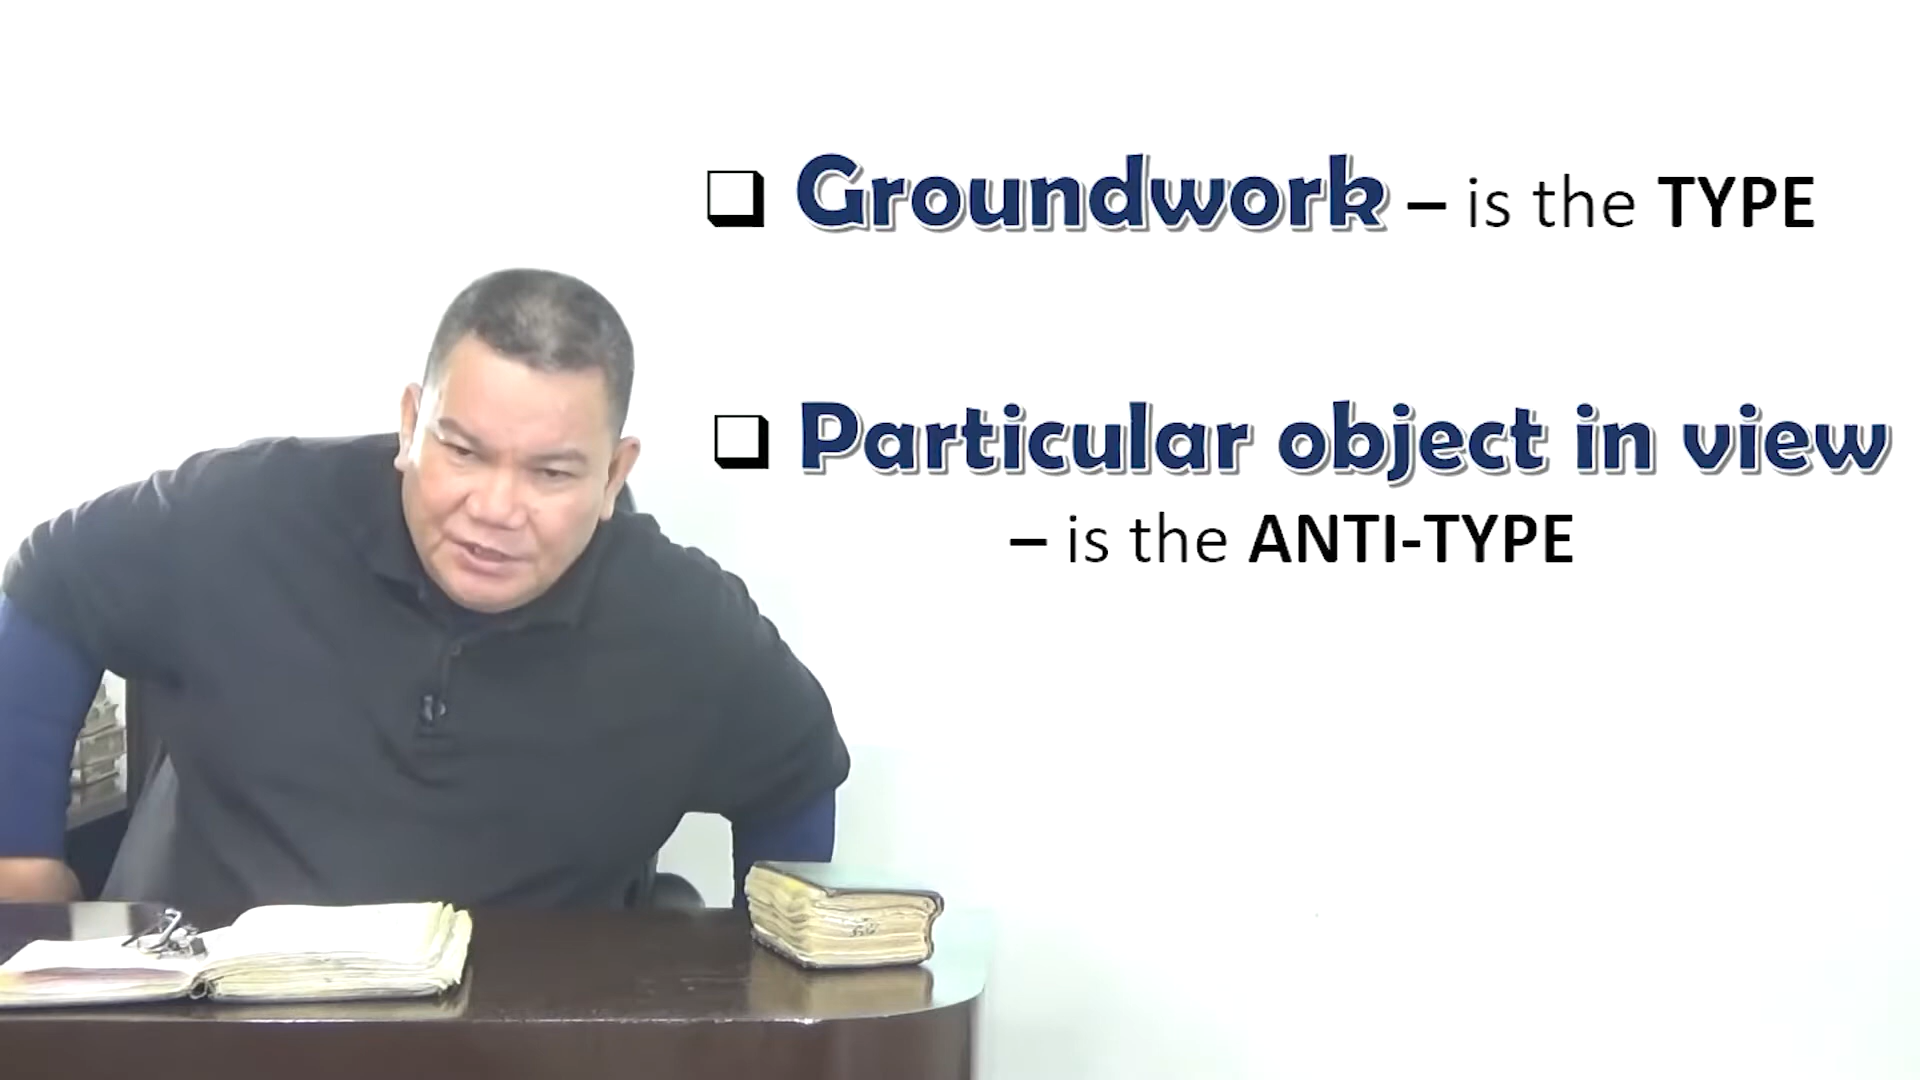 ❑ Groundwork – is the TYPE
❑ Particular object in view
– is the ANTI-TYPE